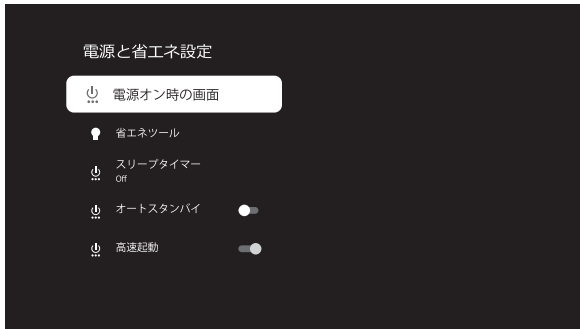 電源と省エネ設定
電源オン時の画面
省エネツール
スリープタイマー
Off
オートスタンバイ
高速起動